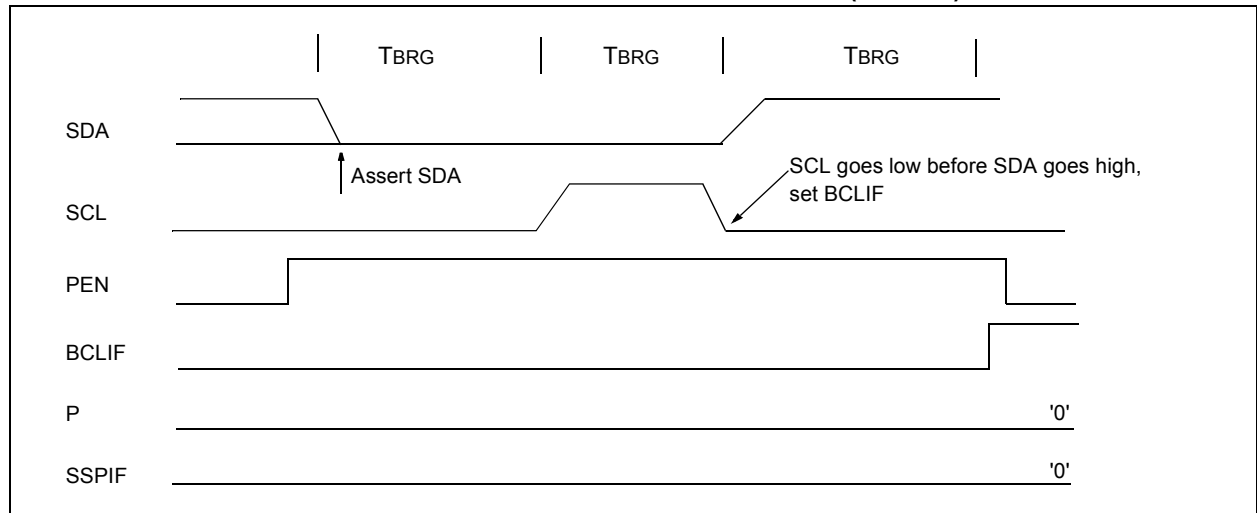 TBRG TBRG TBRG
SDA
Assert SDA
SCL goes low before SDA goes high,
set BCLIF
SCL
PEN
BCLIF
P '0'
SSPIF '0'